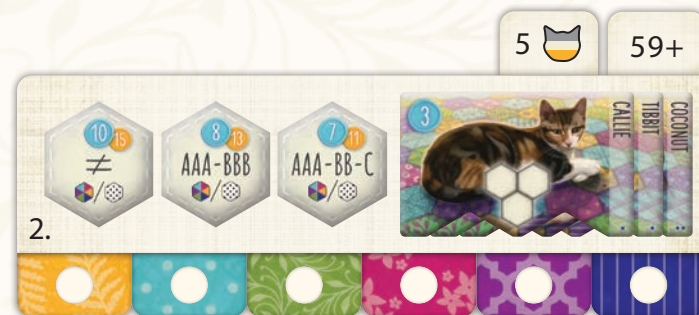 5
59+
10 15
≠
/
8 13
AAA-BBB
/
7 11
AAA-BB-C
/
3
CALLIE
TIBBIT
COCONUT
2.